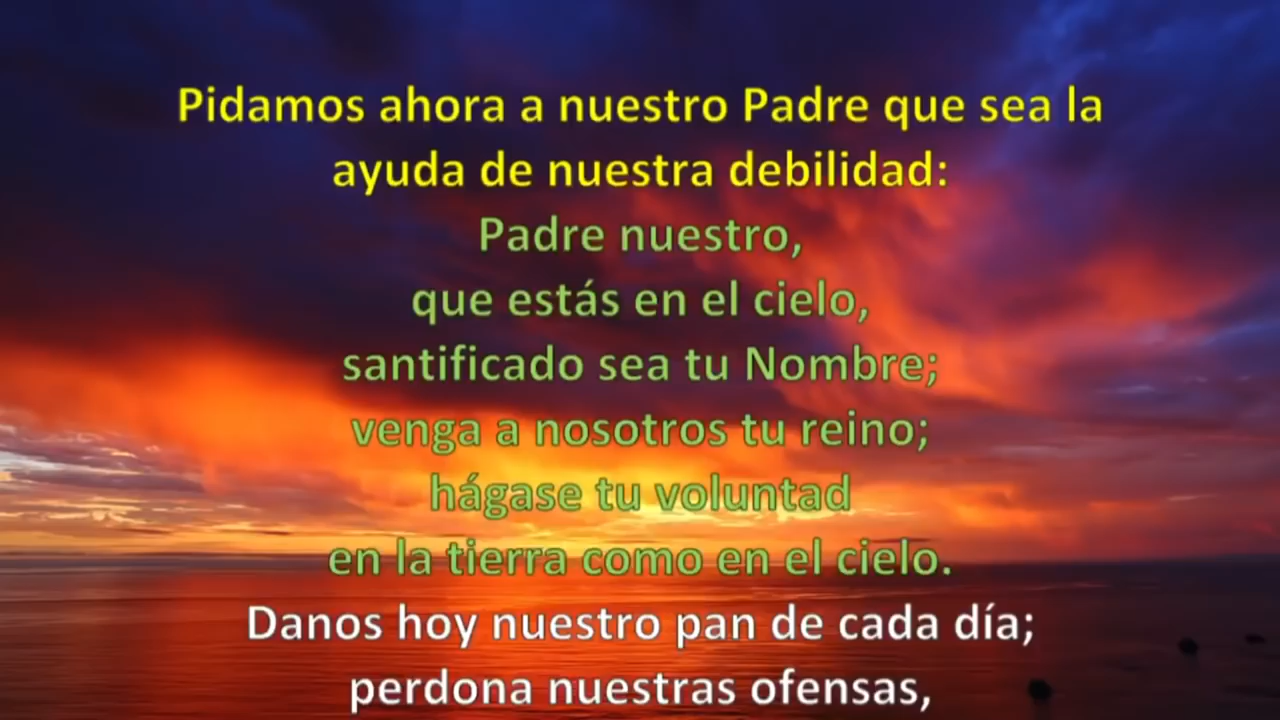 Pidamos ahora a nuestro Padre que sea la
ayuda de nuestra debilidad:
Padre nuestro,
que estás en el cielo,
santificado sea tu Nombre;
venga a nosotros tu reino;
hágase tu voluntad
en la tierra como en el cielo.
Danos hoy nuestro pan de cada día;
perdona nuestras ofensas,